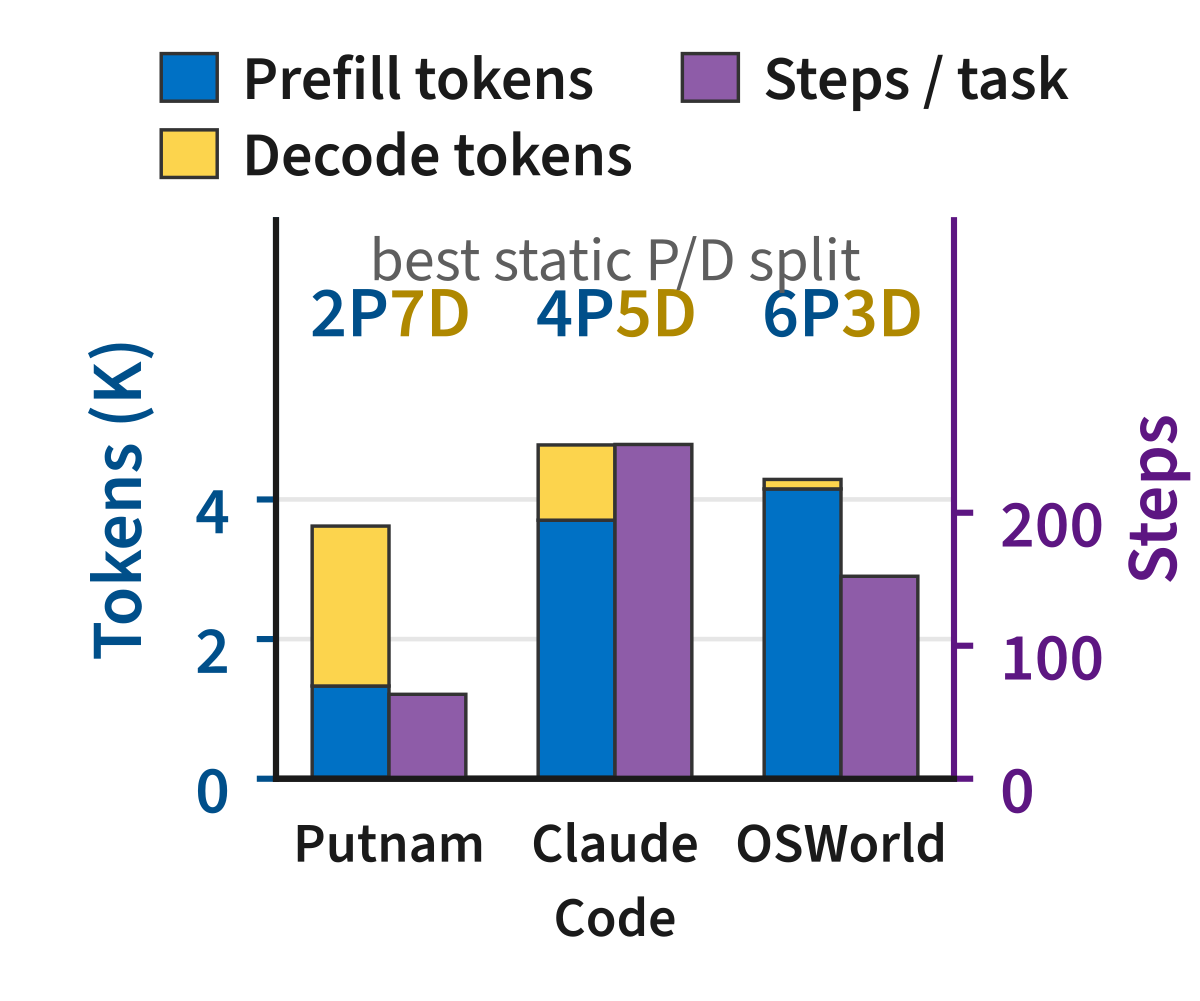 Prefill tokens
Decode tokens
Steps / task
best static P/D split
2P7D 4P5D 6P3D
Tokens (K)
4
2
0
Steps
200
100
0
Putnam Claude Code OSWorld